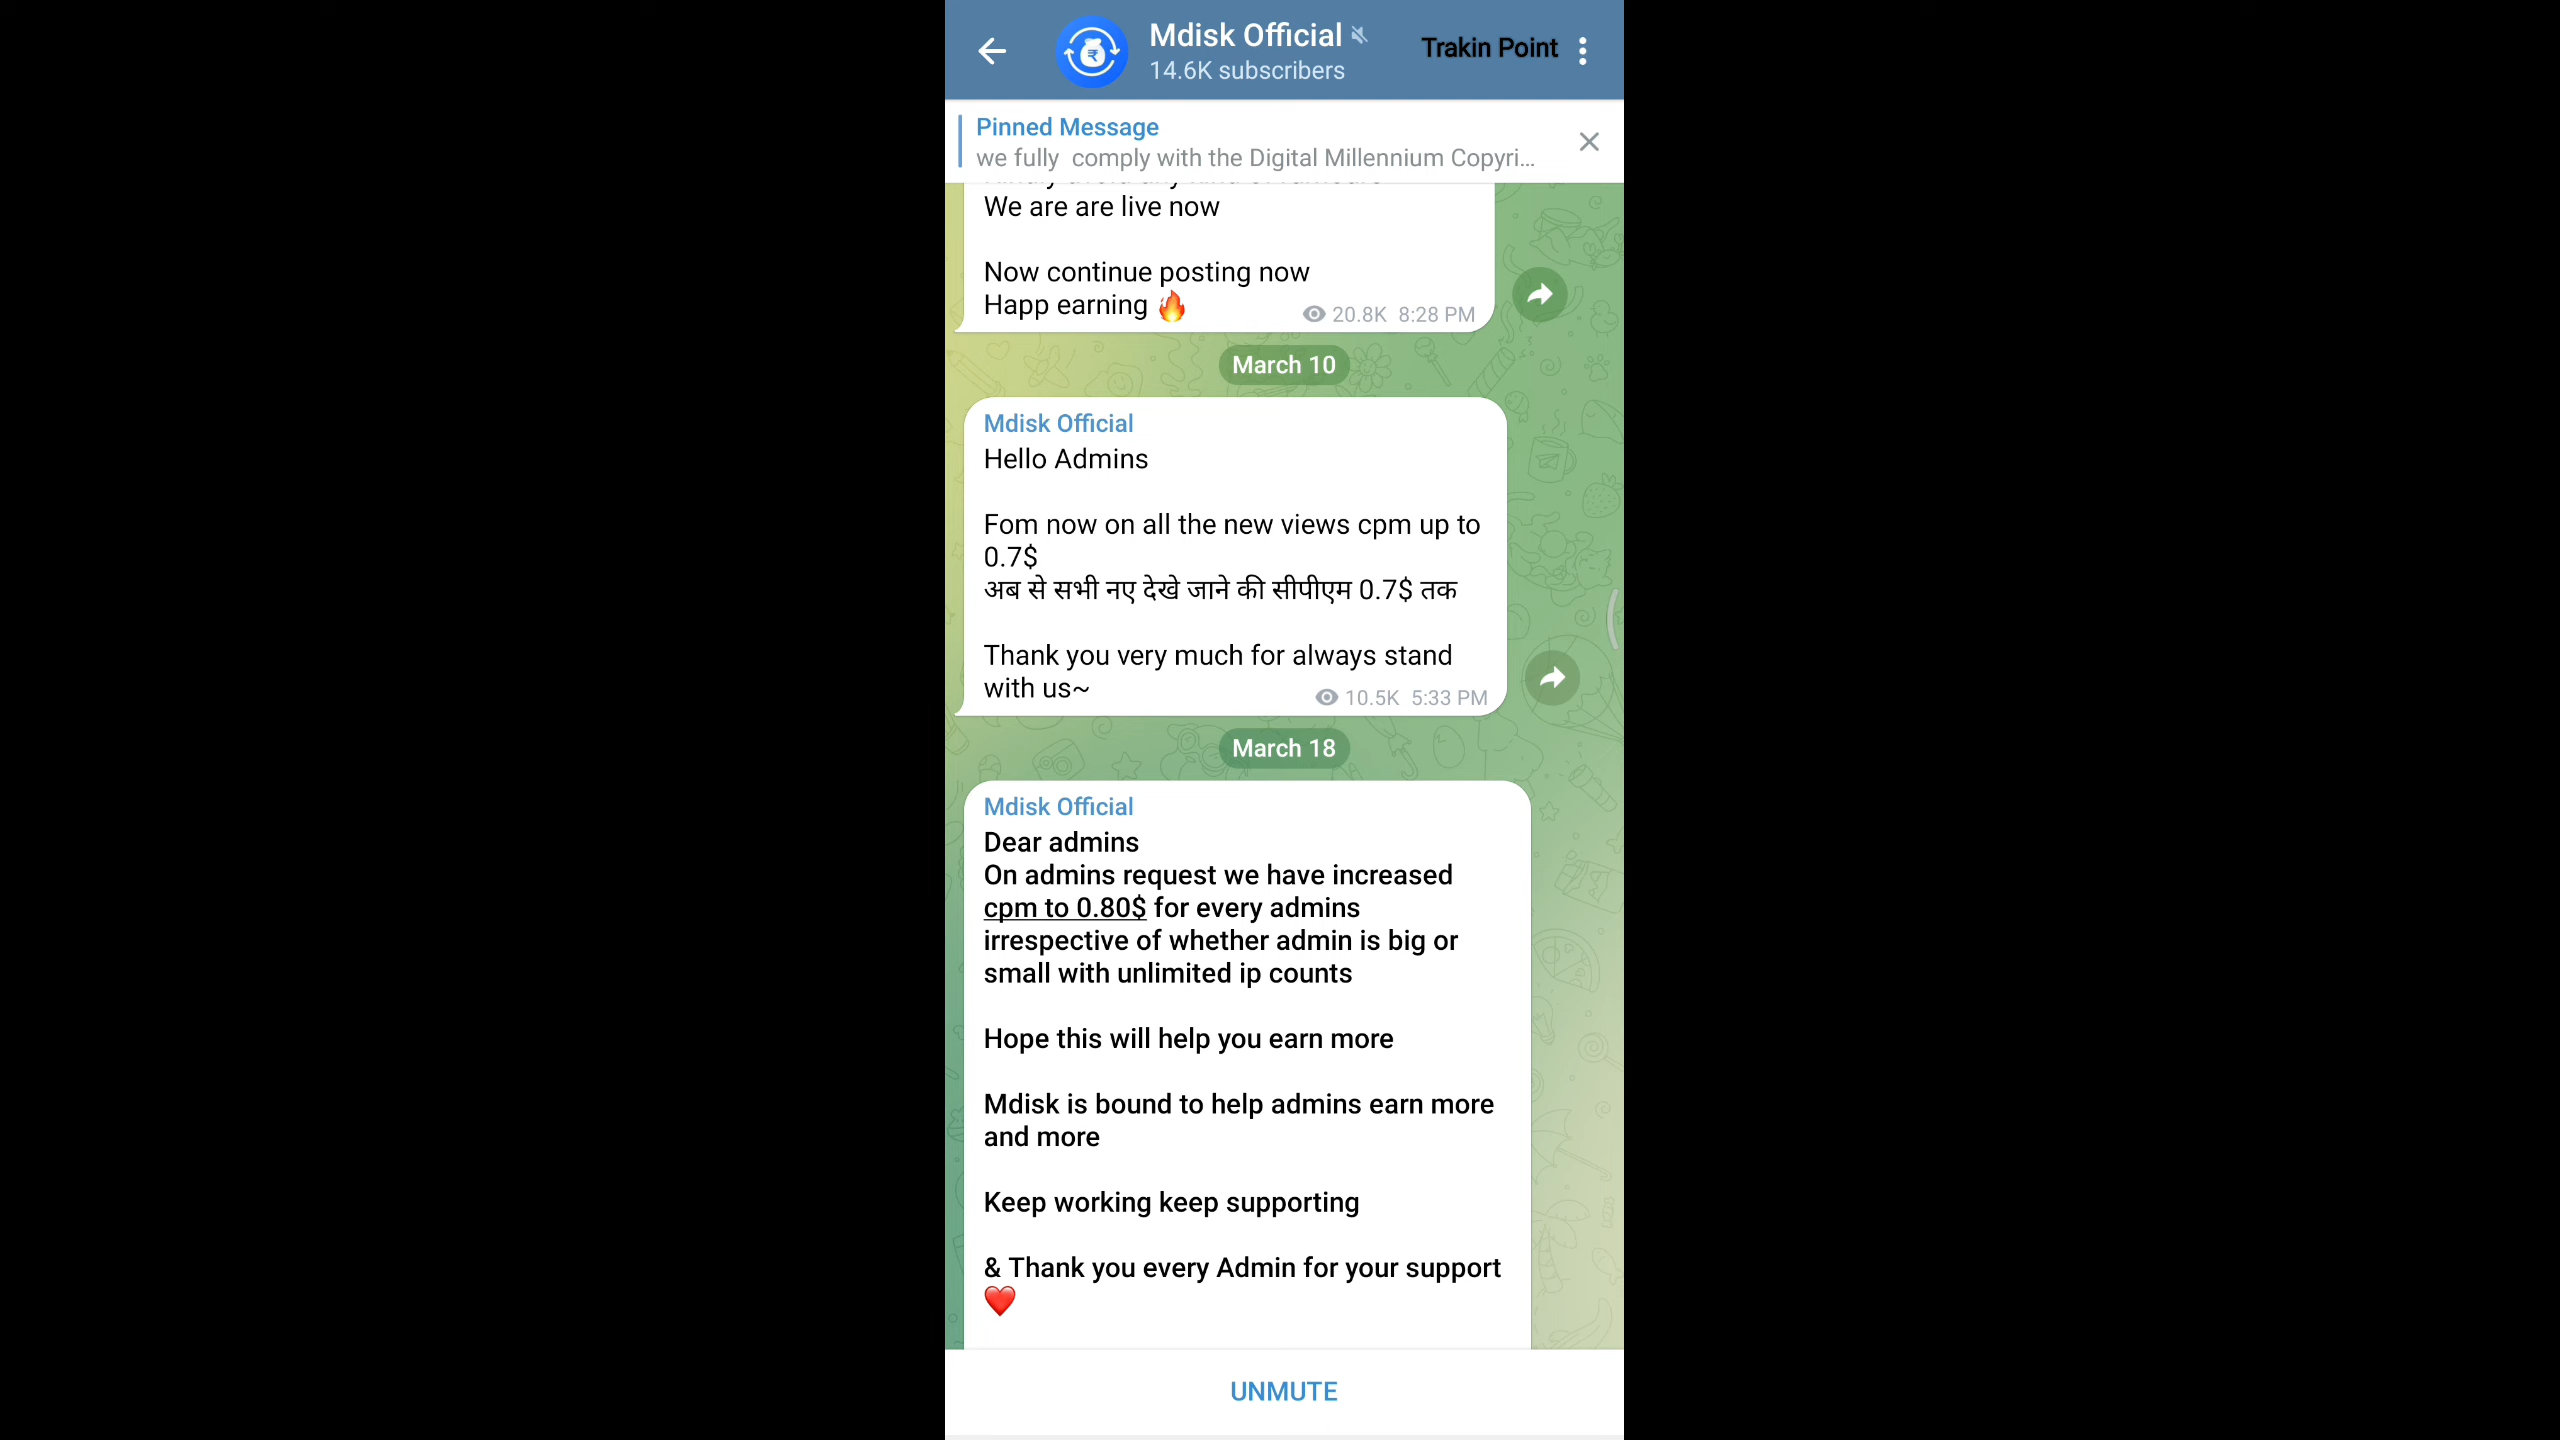 Mdisk Official
14.6K subscribers
Trakin Point
Pinned Message
we fully comply with the Digital Millennium Copyri...
We are are live now
Now continue posting now
Happ earning 🔥
20.8K 8:28 PM
March 10
Mdisk Official
Hello Admins
Fom now on all the new views cpm up to
0.7$
अब से सभी नए देखे जाने की सीपीएम 0.7$ तक
Thank you very much for always stand
with us~
10.5K 5:33 PM
March 18
Mdisk Official
Dear admins
On admins request we have increased
cpm to 0.80$ for every admins
irrespective of whether admin is big or
small with unlimited ip counts
Hope this will help you earn more
Mdisk is bound to help admins earn more
and more
Keep working keep supporting
& Thank you every Admin for your support
❤️
UNMUTE